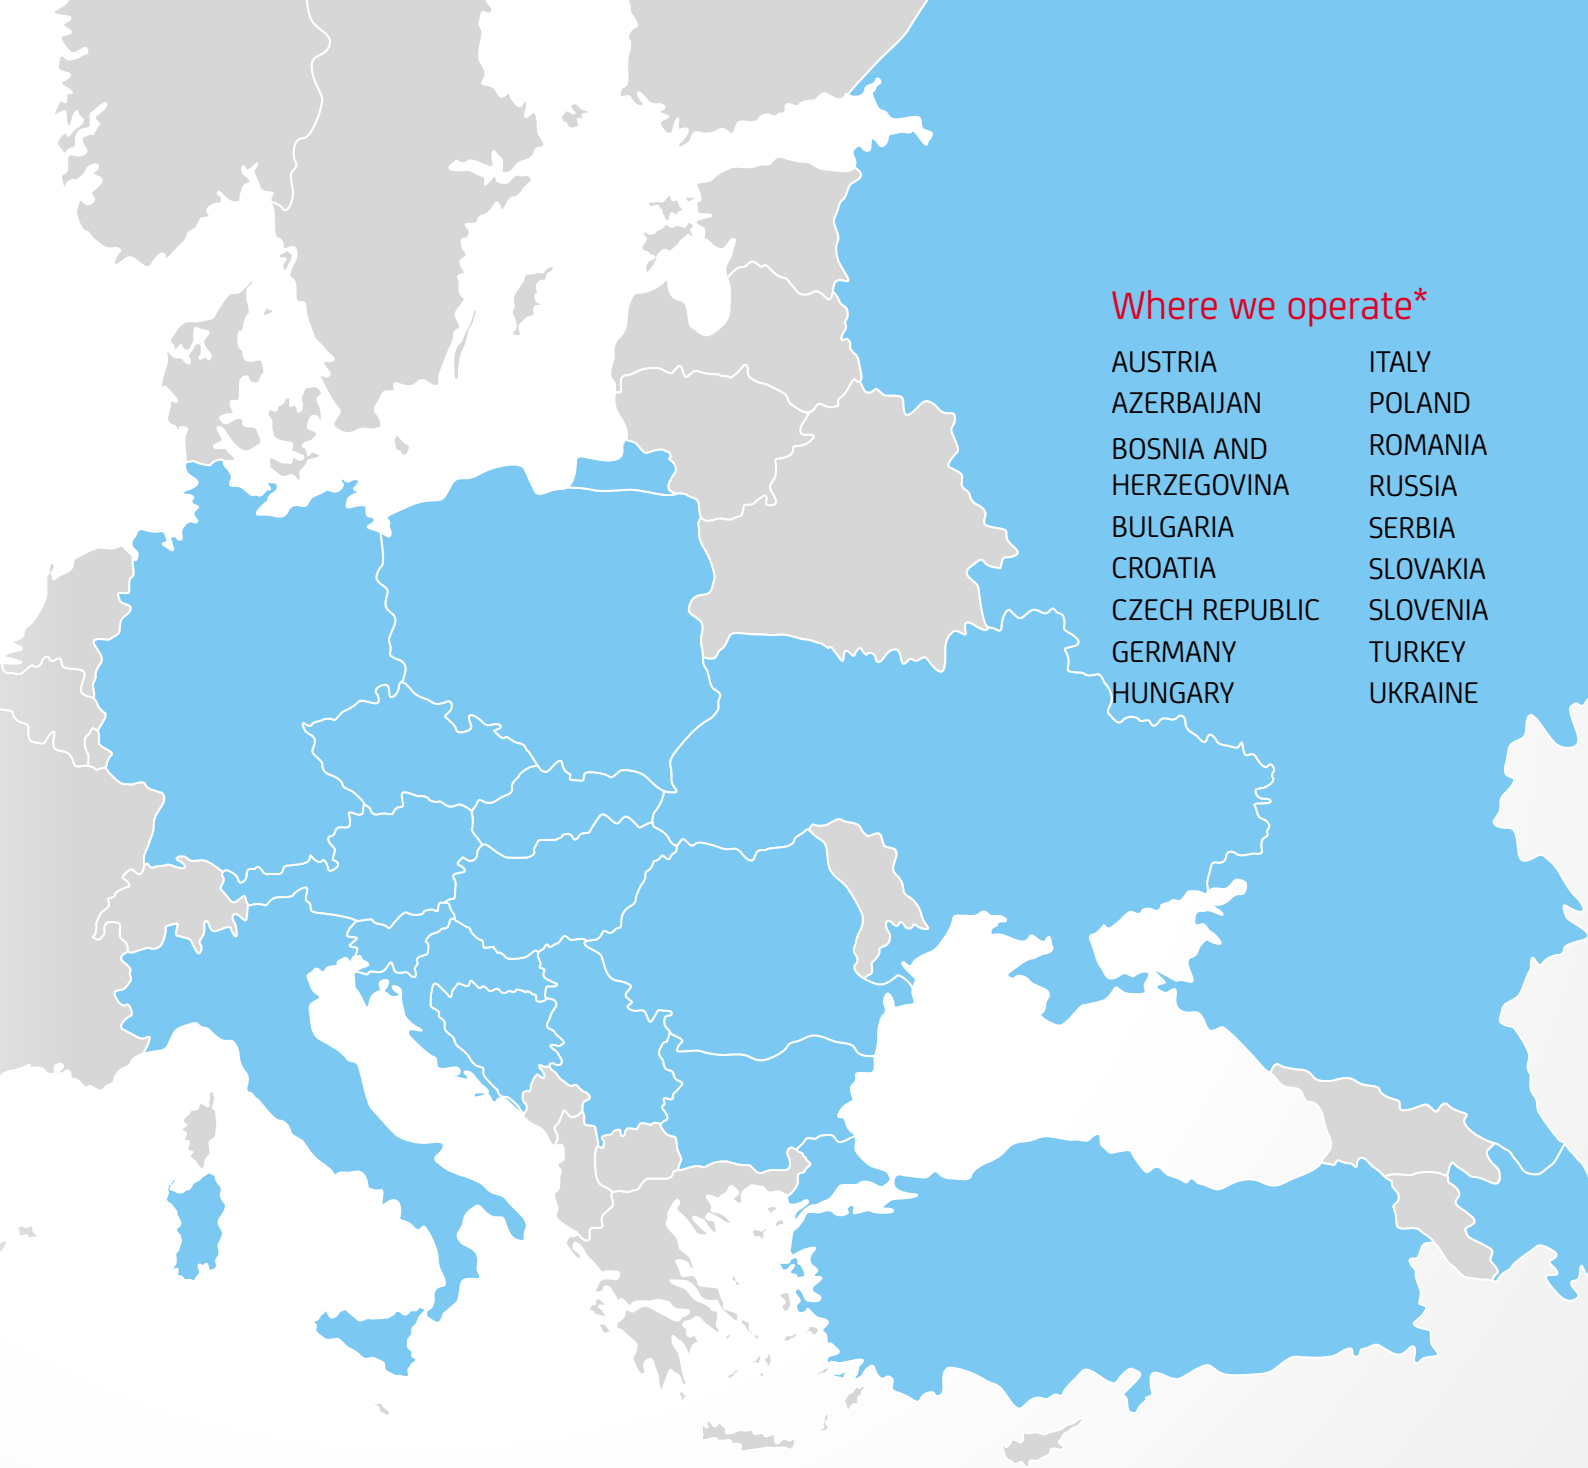 Where we operate*
AUSTRIA
AZERBAIJAN
BOSNIA AND
HERZEGOVINA
BULGARIA
CROATIA
CZECH REPUBLIC
GERMANY
HUNGARY
ITALY
POLAND
ROMANIA
RUSSIA
SERBIA
SLOVAKIA
SLOVENIA
TURKEY
UKRAINE